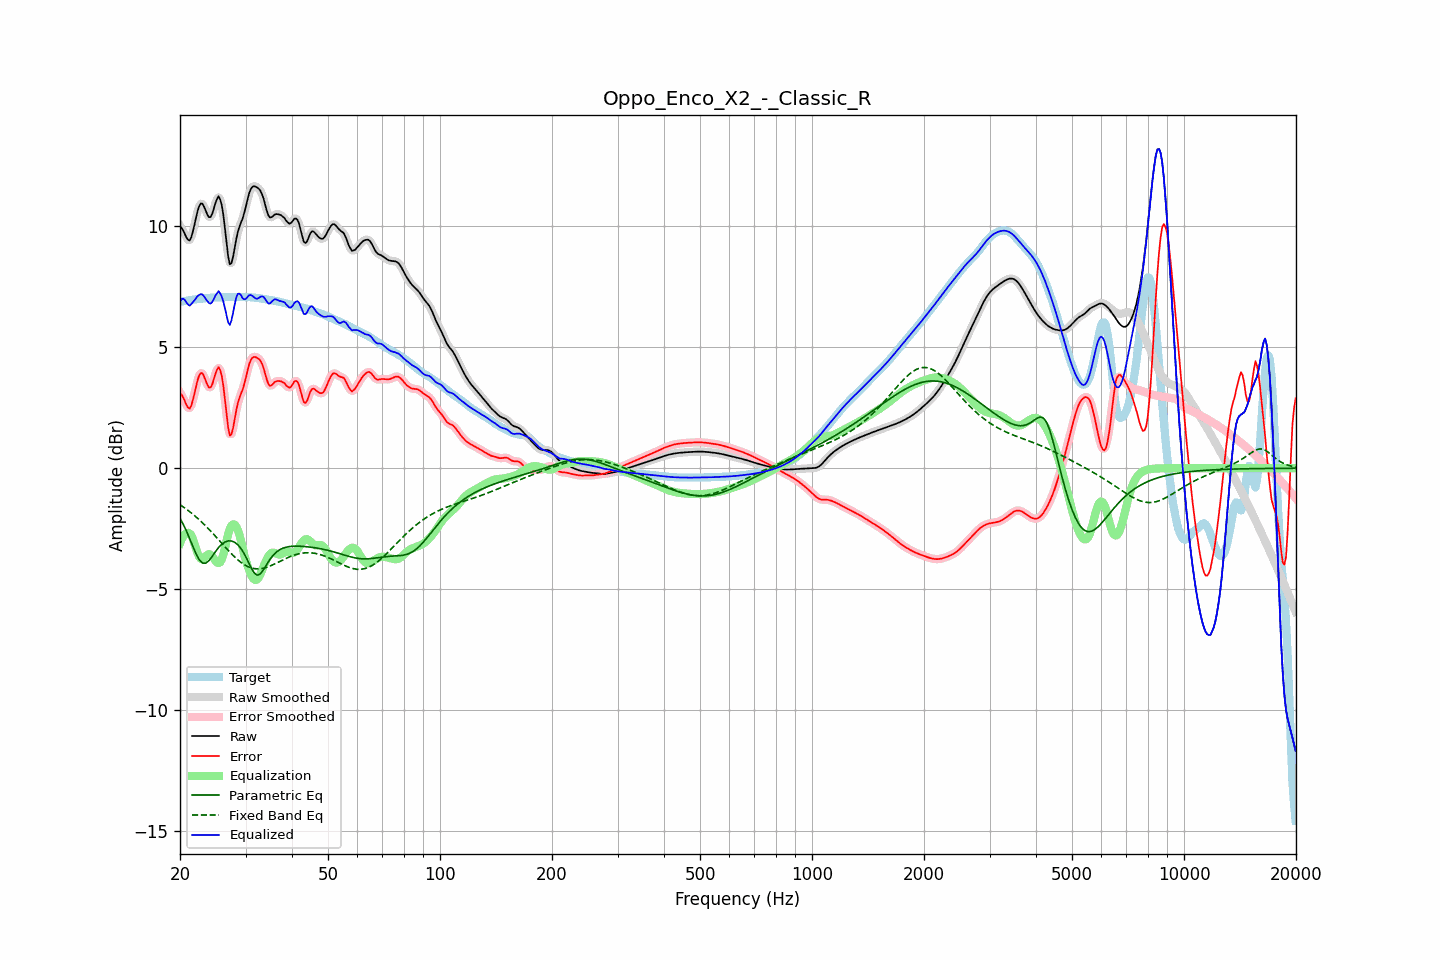 Oppo_Enco_X2_-_Classic_R
Amplitude (dBr)
10
5
0
−5
−10
−15
Target
Raw Smoothed
Error Smoothed
Raw
Error
Equalization
Parametric Eq
Fixed Band Eq
Equalized
20 50 100 200 500 1000 2000 5000 10000 20000
Frequency (Hz)